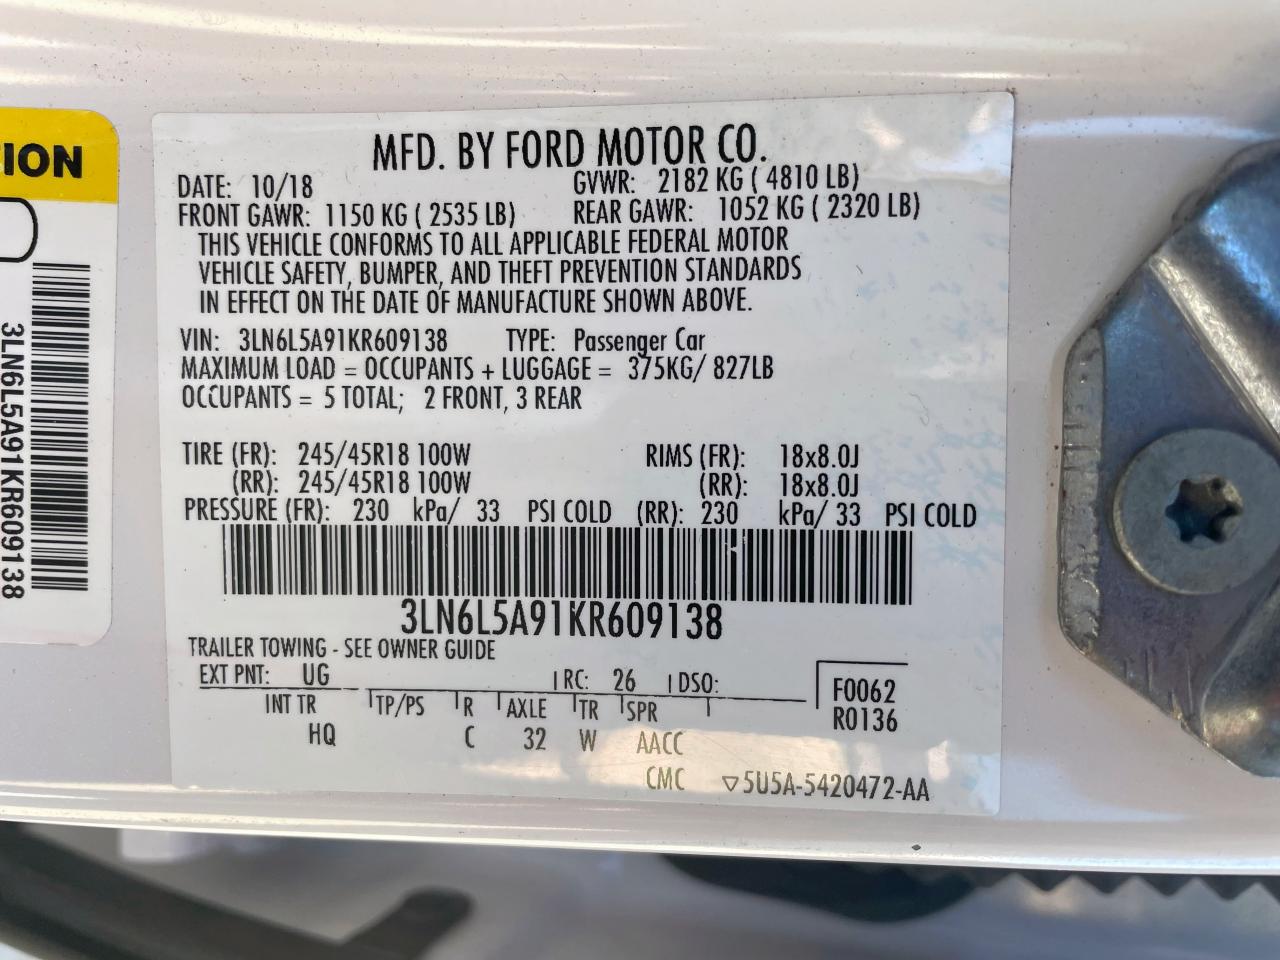 ION
3LN6L5A91KR609138
MFD. BY FORD MOTOR CO.
DATE: 10/18 GVWR: 2182 KG ( 4810 LB)
FRONT GAWR: 1150 KG ( 2535 LB) REAR GAWR: 1052 KG ( 2320 LB)
THIS VEHICLE CONFORMS TO ALL APPLICABLE FEDERAL MOTOR
VEHICLE SAFETY, BUMPER, AND THEFT PREVENTION STANDARDS
IN EFFECT ON THE DATE OF MANUFACTURE SHOWN ABOVE.
VIN: 3LN6L5A91KR609138 TYPE: Passenger Car
MAXIMUM LOAD = OCCUPANTS + LUGGAGE = 375KG/ 827LB
OCCUPANTS = 5 TOTAL; 2 FRONT, 3 REAR
TIRE (FR): 245/45R18 100W RIMS (FR): 18x8.0J
(RR): 245/45R18 100W (RR): 18x8.0J
PRESSURE (FR): 230 kPa/ 33 PSI COLD (RR): 230 kPa/ 33 PSI COLD
3LN6L5A91KR609138
TRAILER TOWING - SEE OWNER GUIDE
EXT PNT: UG RC: 26 DSO: F0062
INT TR TP/PS R AXLE TR SPR R0136
HQ C 32 W AACC
CMC ▽5U5A-5420472-AA